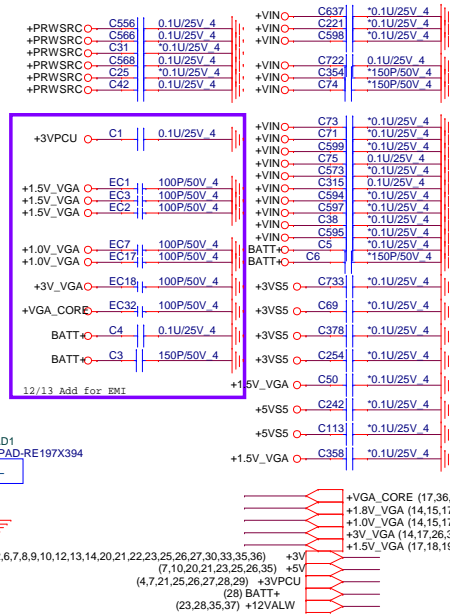 +PRWSRC C556 0.1U/25V_4
+PRWSRC C566 0.1U/25V_4
+PRWSRC C31 *0.1U/25V_4
+PRWSRC C568 0.1U/25V_4
+PRWSRC C25 *0.1U/25V_4
+PRWSRC C42 0.1U/25V_4
+3VPCU C1 0.1U/25V_4
+1.5V_VGA EC1 100P/50V_4
+1.5V_VGA EC3 100P/50V_4
+1.5V_VGA EC2 100P/50V_4
+1.0V_VGA EC7 100P/50V_4
+1.0V_VGA EC17 100P/50V_4
+3V_VGA EC18 100P/50V_4
+VGA_CORE EC32 100P/50V_4
BATT+ C4 0.1U/25V_4
BATT+ C3 150P/50V_4
12/13 Add for EMI
+VIN C637 *0.1U/25V_4
+VIN C221 *0.1U/25V_4
+VIN C598 *0.1U/25V_4
+VIN C722 0.1U/25V_4
+VIN C354 *150P/50V_4
+VIN C74 *150P/50V_4
+VIN C73 *0.1U/25V_4
+VIN C71 *0.1U/25V_4
+VIN C599 *0.1U/25V_4
+VIN C75 0.1U/25V_4
+VIN C573 *0.1U/25V_4
+VIN C315 0.1U/25V_4
+VIN C594 *0.1U/25V_4
+VIN C597 *0.1U/25V_4
+VIN C38 *0.1U/25V_4
+VIN C595 *0.1U/25V_4
BATT+ C5 *0.1U/25V_4
BATT+ C6 *150P/50V_4
+3VS5 C733 *0.1U/25V_4
+3VS5 C69 *0.1U/25V_4
+3VS5 C378 *0.1U/25V_4
+3VS5 C254 *0.1U/25V_4
+1.5V_VGA C50 *0.1U/25V_4
+5VS5 C242 *0.1U/25V_4
+5VS5 C113 *0.1U/25V_4
+1.5V_VGA C358 *0.1U/25V_4
D1
PAD-RE197X394
+VGA_CORE (17,36,
+1.8V_VGA (14,15,17
+1.0V_VGA (14,15,17
+3V_VGA (14,17,26,3
+1.5V_VGA (17,18,19
,6,7,8,9,10,12,13,14,20,21,22,23,25,26,27,30,33,35,36) +3V
(7,10,20,21,23,25,26,35) +5V
(4,7,21,25,26,27,28,29) +3VPCU
(28) BATT+
(23,28,35,37) +12VALW